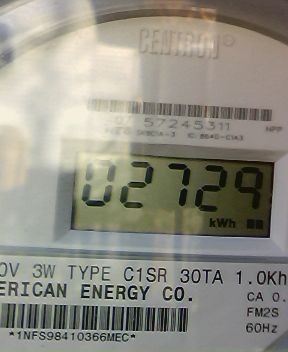 CENTRON®
57245311
02729
kWh
0V 3W TYPE C1SR 30TA 1.0Kh
ERICAN ENERGY CO.
CA 0.
FM2S
60Hz
*1NFS98410366MEC*